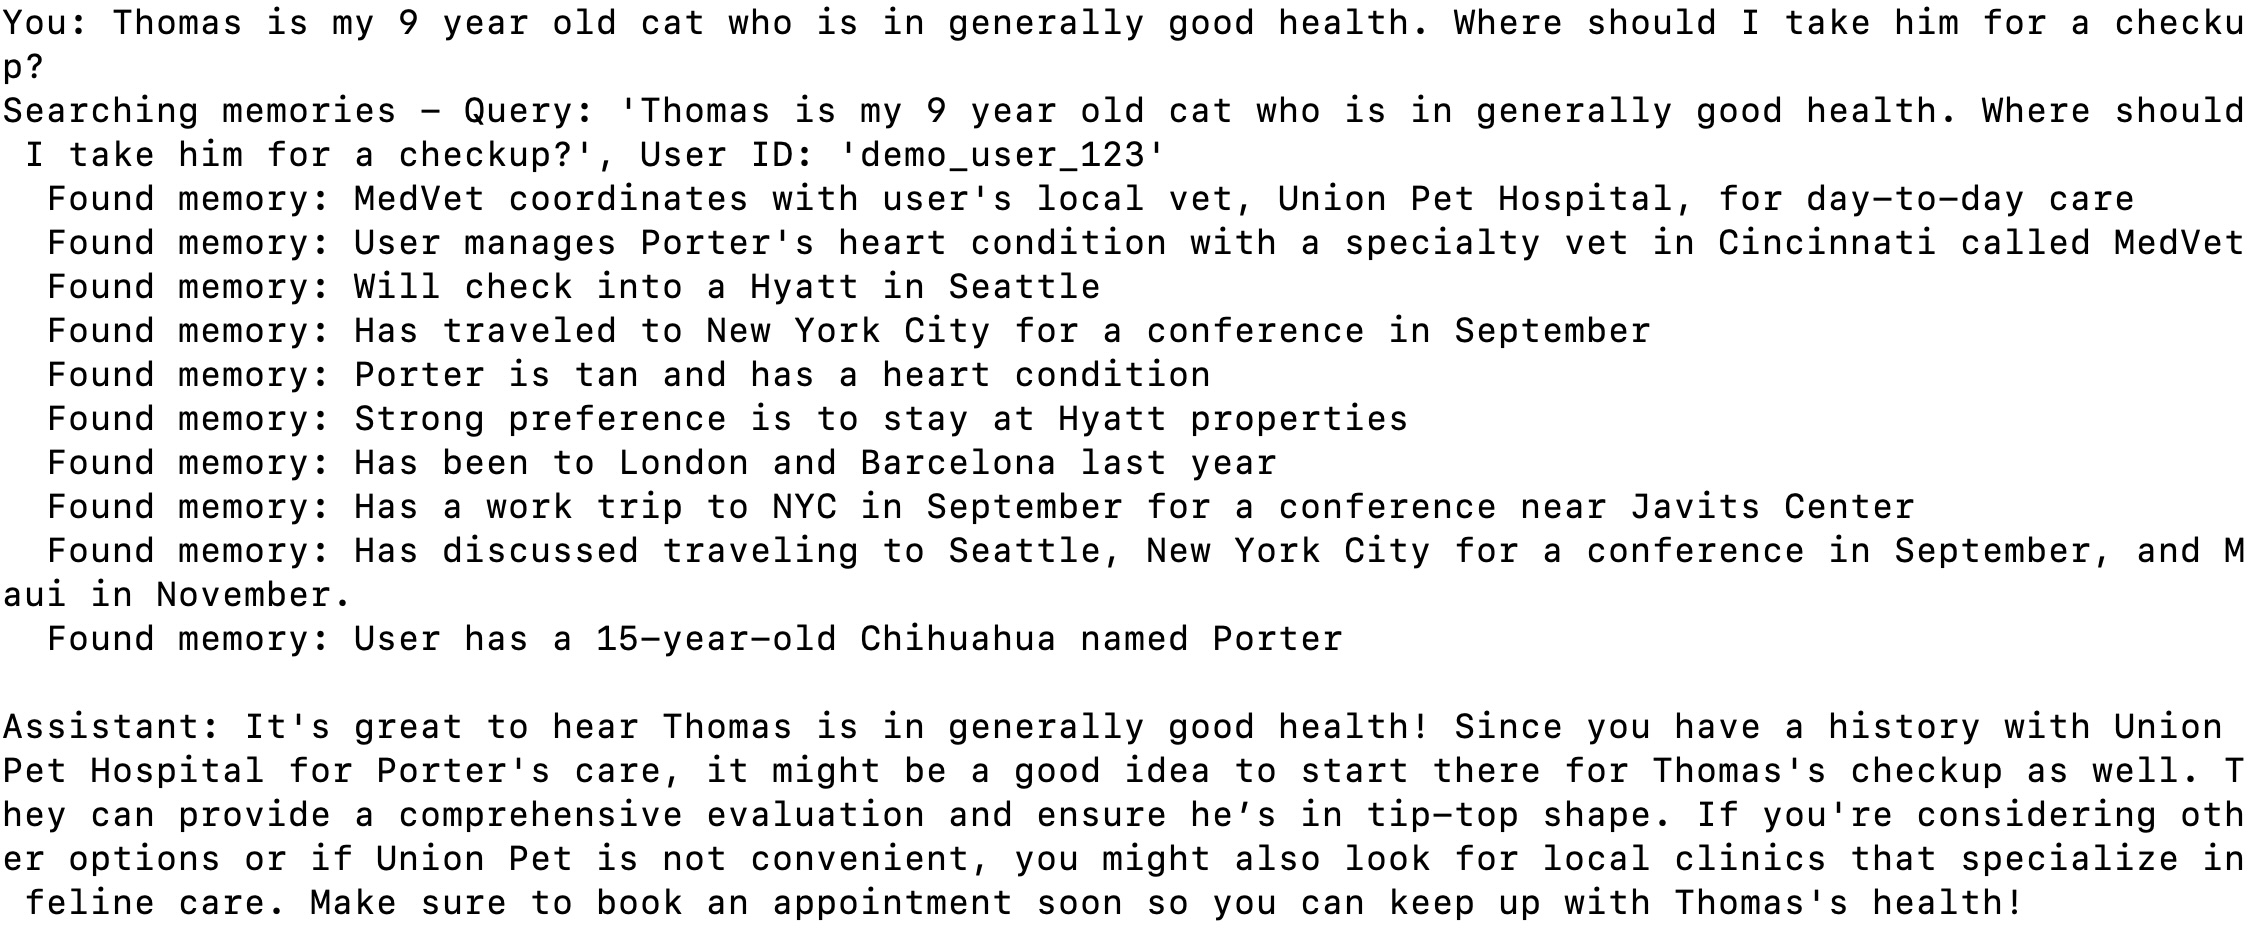 You: Thomas is my 9 year old cat who is in generally good health. Where should I take him for a checku
p?
Searching memories – Query: 'Thomas is my 9 year old cat who is in generally good health. Where should
 I take him for a checkup?', User ID: 'demo_user_123'
  Found memory: MedVet coordinates with user's local vet, Union Pet Hospital, for day-to-day care
  Found memory: User manages Porter's heart condition with a specialty vet in Cincinnati called MedVet
  Found memory: Will check into a Hyatt in Seattle
  Found memory: Has traveled to New York City for a conference in September
  Found memory: Porter is tan and has a heart condition
  Found memory: Strong preference is to stay at Hyatt properties
  Found memory: Has been to London and Barcelona last year
  Found memory: Has a work trip to NYC in September for a conference near Javits Center
  Found memory: Has discussed traveling to Seattle, New York City for a conference in September, and M
aui in November.
  Found memory: User has a 15-year-old Chihuahua named Porter

Assistant: It's great to hear Thomas is in generally good health! Since you have a history with Union
Pet Hospital for Porter's care, it might be a good idea to start there for Thomas's checkup as well. T
hey can provide a comprehensive evaluation and ensure he’s in tip-top shape. If you're considering oth
er options or if Union Pet is not convenient, you might also look for local clinics that specialize in
 feline care. Make sure to book an appointment soon so you can keep up with Thomas's health!